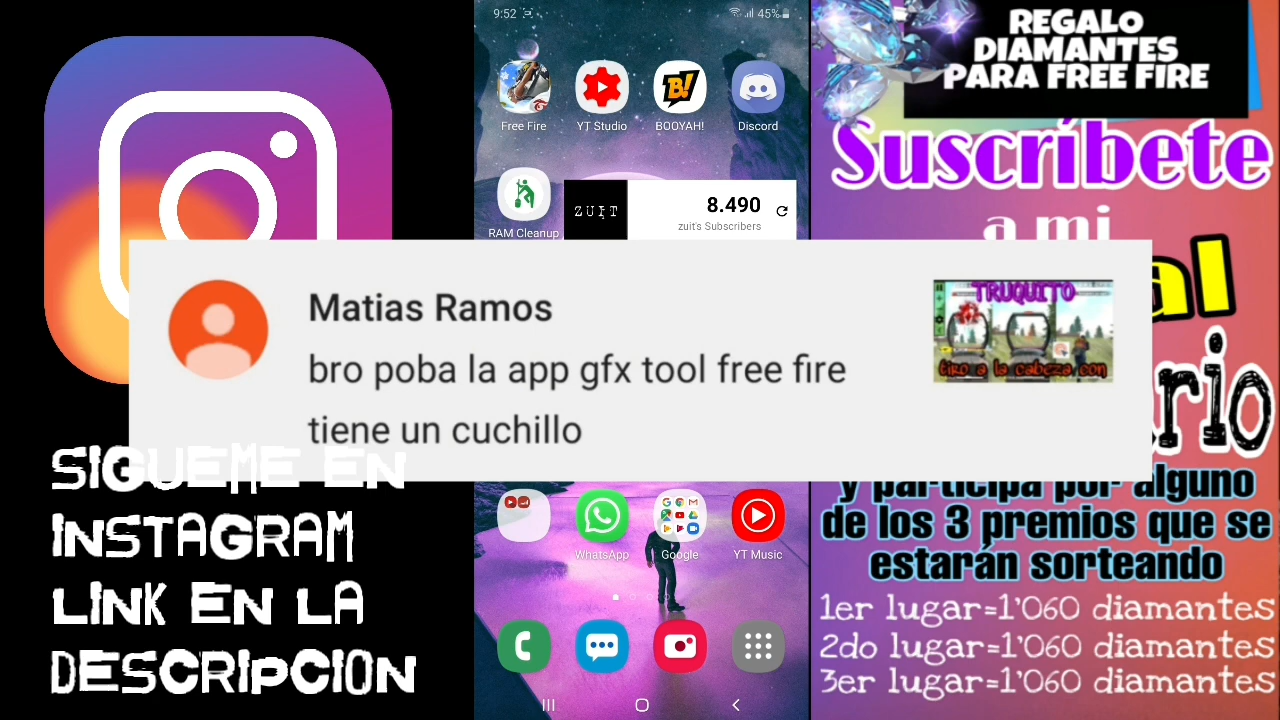 9:52
45%
Free Fire
YT Studio
BOOYAH!
Discord
RAM Cleanup
ZUIT
8.490
zuit's Subscribers
Matias Ramos
bro poba la app gfx tool free fire
tiene un cuchillo
TRUQUITO
tiro a la cabeza con
WhatsApp
Google
YT Music
SIGUEME EN
INSTAGRAM
LINK EN LA
DESCRIPCION
REGALO
DIAMANTES
PARA FREE FIRE
Suscríbete
a mi
y participa por alguno
de los 3 premios que se
estarán sorteando
1er lugar=1'060 diamantes
2do lugar=1'060 diamantes
3er lugar=1'060 diamantes